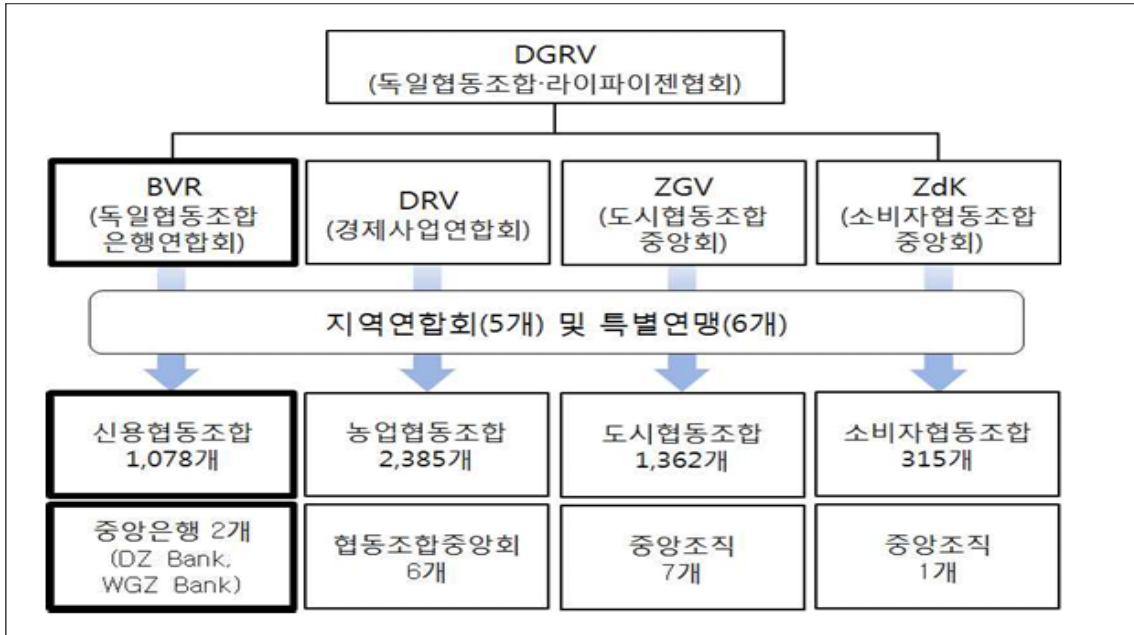 DGRV
(독일협동조합·라이파이젠협회)
BVR
(독일협동조합
은행연합회)
DRV
(경제사업연합회)
ZGV
(도시협동조합
중앙회)
ZdK
(소비자협동조합
중앙회)
지역연합회(5개) 및 특별연맹(6개)
신용협동조합
1,078개
농업협동조합
2,385개
도시협동조합
1,362개
소비자협동조합
315개
중앙은행 2개
(DZ Bank,
WGZ Bank)
협동조합중앙회
6개
중앙조직
7개
중앙조직
1개